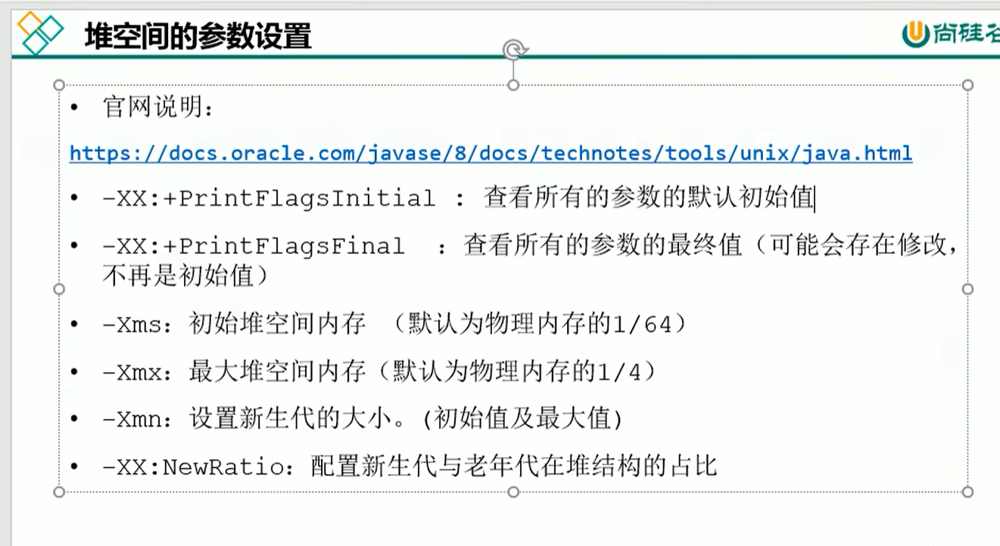 堆空间的参数设置
尚硅谷
• 官网说明：
https://docs.oracle.com/javase/8/docs/technotes/tools/unix/java.html
• -XX:+PrintFlagsInitial : 查看所有的参数的默认初始值
• -XX:+PrintFlagsFinal ：查看所有的参数的最终值（可能会存在修改，
不再是初始值）
• -Xms：初始堆空间内存 （默认为物理内存的1/64）
• -Xmx：最大堆空间内存（默认为物理内存的1/4）
• -Xmn：设置新生代的大小。(初始值及最大值)
• -XX:NewRatio：配置新生代与老年代在堆结构的占比